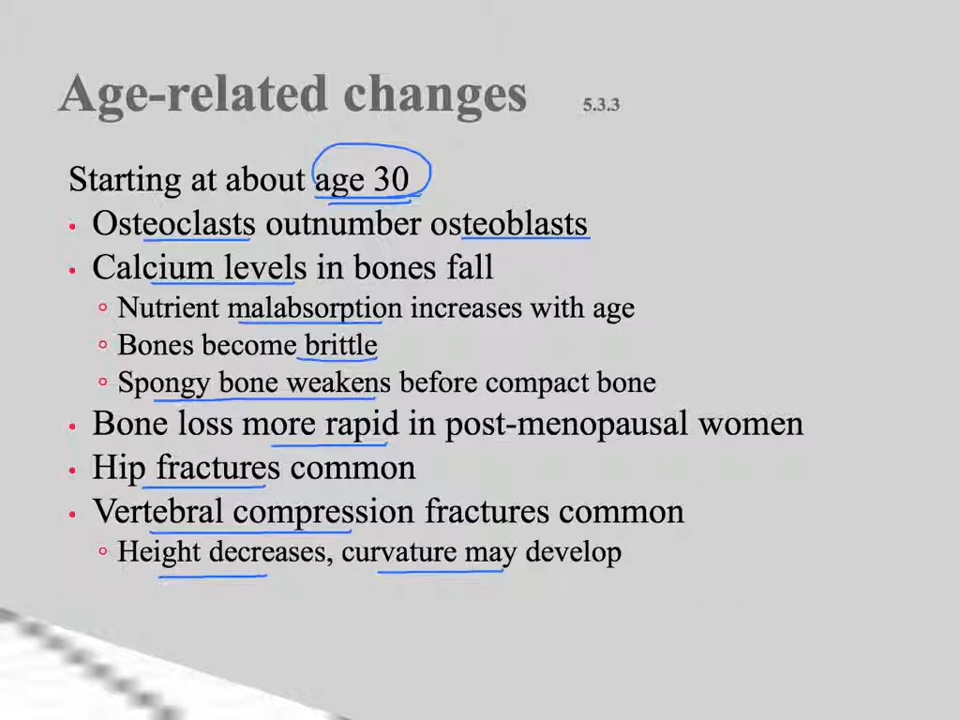 Age-related changes 5.3.3
Starting at about age 30
• Osteoclasts outnumber osteoblasts
• Calcium levels in bones fall
◦ Nutrient malabsorption increases with age
◦ Bones become brittle
◦ Spongy bone weakens before compact bone
• Bone loss more rapid in post-menopausal women
• Hip fractures common
• Vertebral compression fractures common
◦ Height decreases, curvature may develop